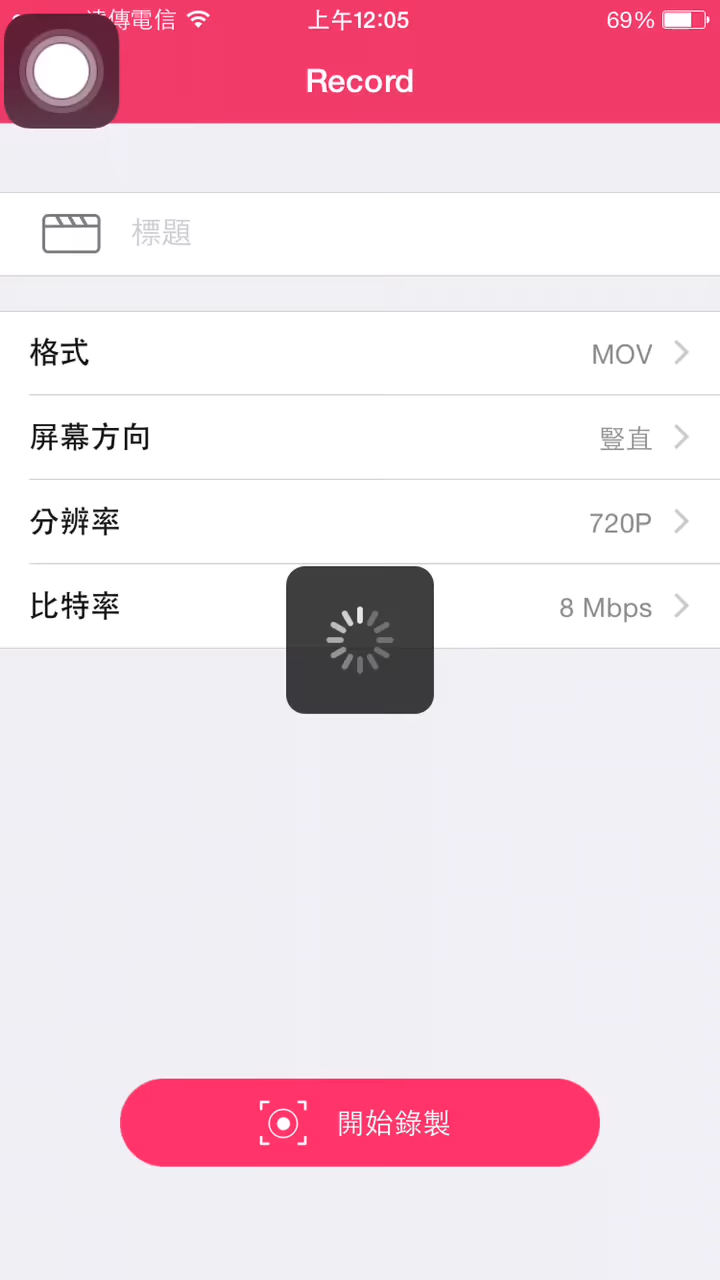 遠傳電信 上午12:05 69%
Record
標題
格式 MOV
屏幕方向 豎直
分辨率 720P
比特率 8 Mbps
開始錄製